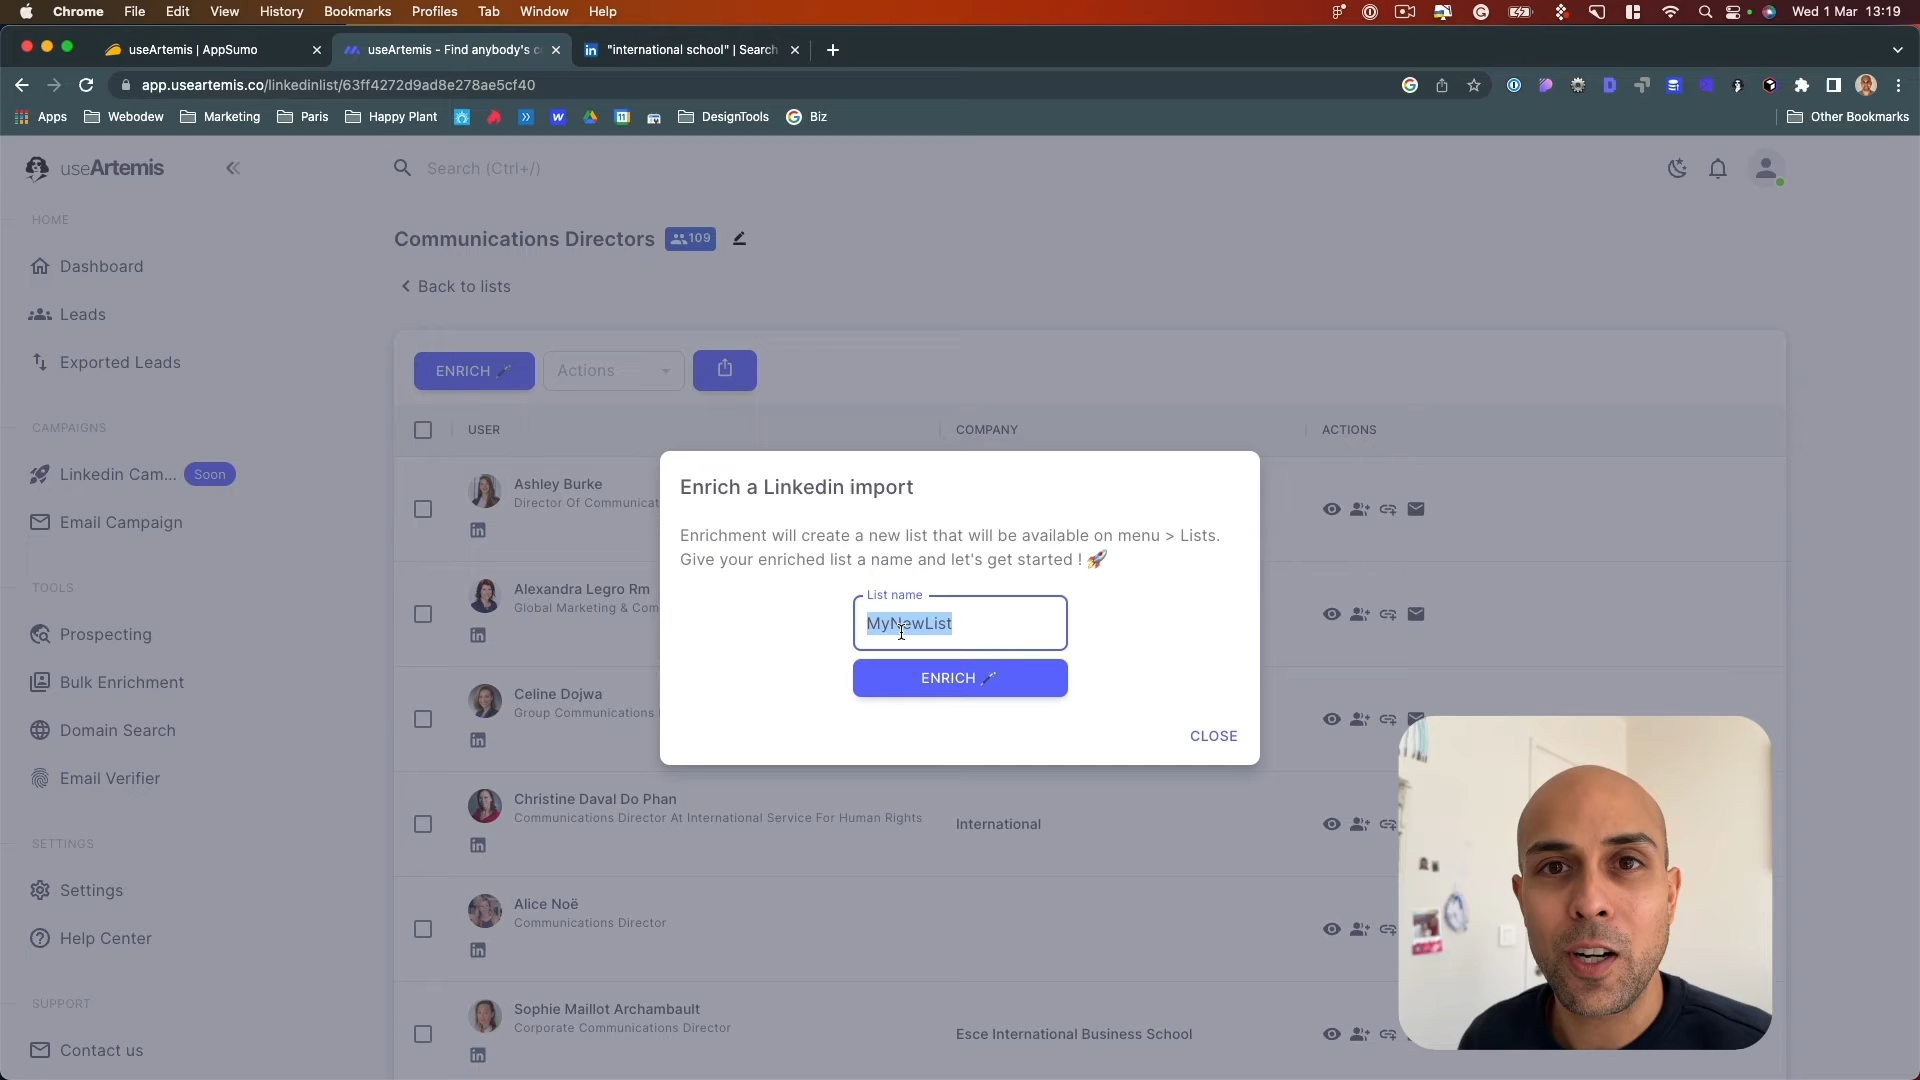 Chrome File Edit View History Bookmarks Profiles Tab Window Help Wed 1 Mar 13:19
useArtemis | AppSumo
useArtemis - Find anybody's c
"international school" | Search
app.useartemis.co/linkedinlist/63ff4272d9ad8e278ae5cf40
Apps Webodew Marketing Paris Happy Plant DesignTools Biz Other Bookmarks
useArtemis
Search (Ctrl+/)
HOME
Dashboard
Leads
Exported Leads
CAMPAIGNS
Linkedin Cam... Soon
Email Campaign
TOOLS
Prospecting
Bulk Enrichment
Domain Search
Email Verifier
SETTINGS
Settings
Help Center
SUPPORT
Contact us
Communications Directors 109
Back to lists
ENRICH Actions
USER COMPANY ACTIONS
Ashley Burke
Director Of Communicat
Alexandra Legro Rm
Global Marketing & Com
Celine Dojwa
Group Communications
Christine Daval Do Phan
Communications Director At International Service For Human Rights
International
Alice Noë
Communications Director
Sophie Maillot Archambault
Corporate Communications Director
Esce International Business School
Enrich a Linkedin import
Enrichment will create a new list that will be available on menu > Lists.
Give your enriched list a name and let's get started ! 🚀
List name
MyNewList
ENRICH
CLOSE